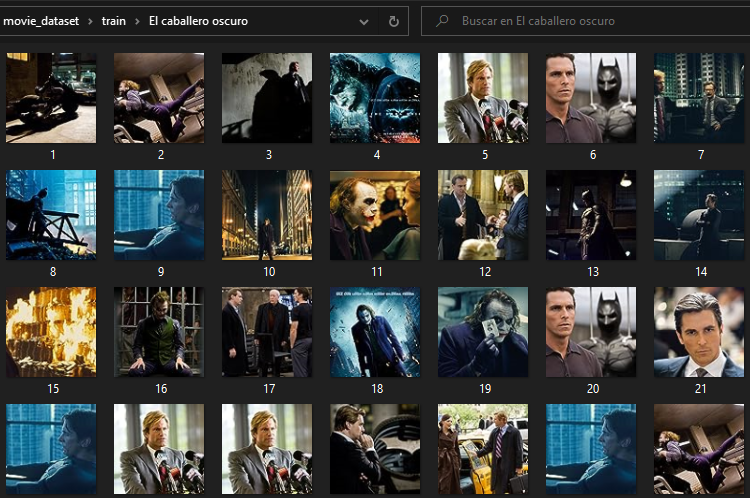 movie_dataset > train > El caballero oscuro
Buscar en El caballero oscuro
1 2 3 4 5 6 7
8 9 10 11 12 13 14
15 16 17 18 19 20 21